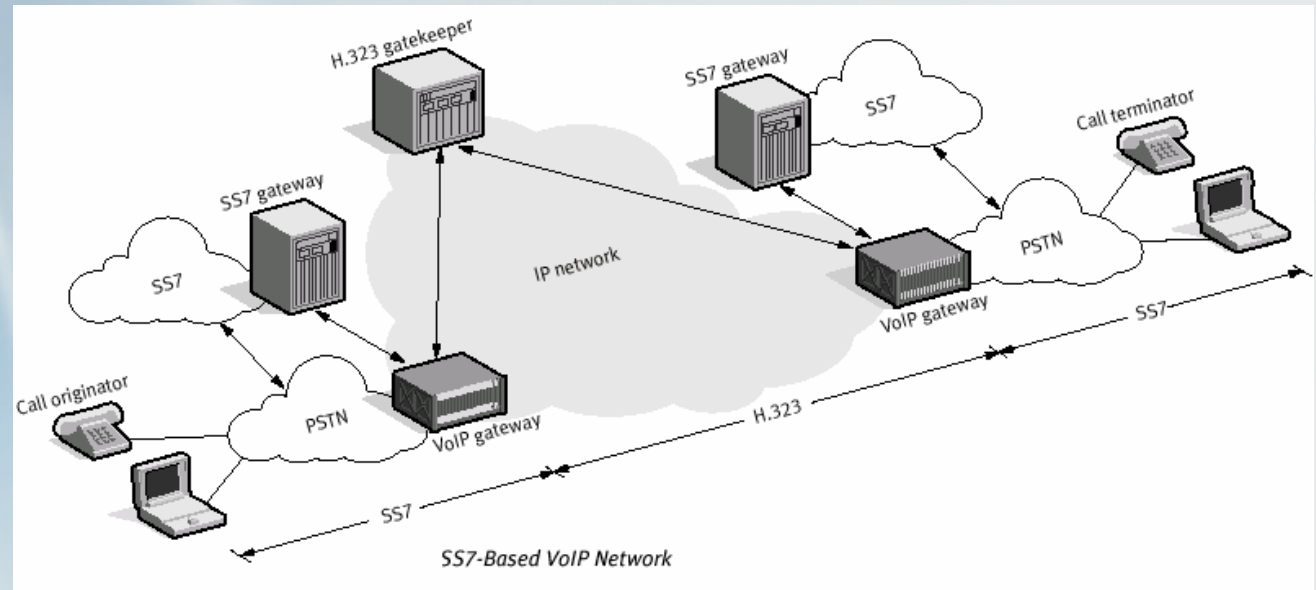 H.323 gatekeeper
SS7 gateway
SS7
Call terminator
SS7 gateway
SS7
IP network
PSTN
VoIP gateway
SS7
Call originator
PSTN
VoIP gateway
H.323
SS7
SS7-Based VoIP Network